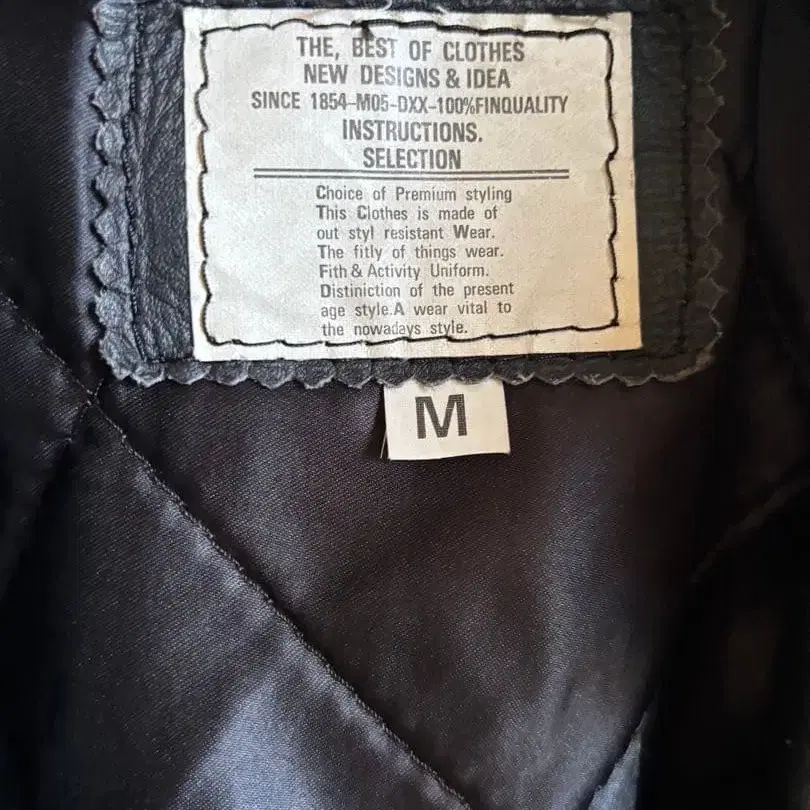 THE, BEST OF CLOTHES
NEW DESIGNS & IDEA
SINCE 1854-M05-DXX-100%FINQUALITY
INSTRUCTIONS.
SELECTION
Choice of Premium styling
This Clothes is made of
out styl resistant Wear.
The fitly of things wear.
Fith & Activity Uniform.
Distiniction of the present
age style.A wear vital to
the nowadays style.
M